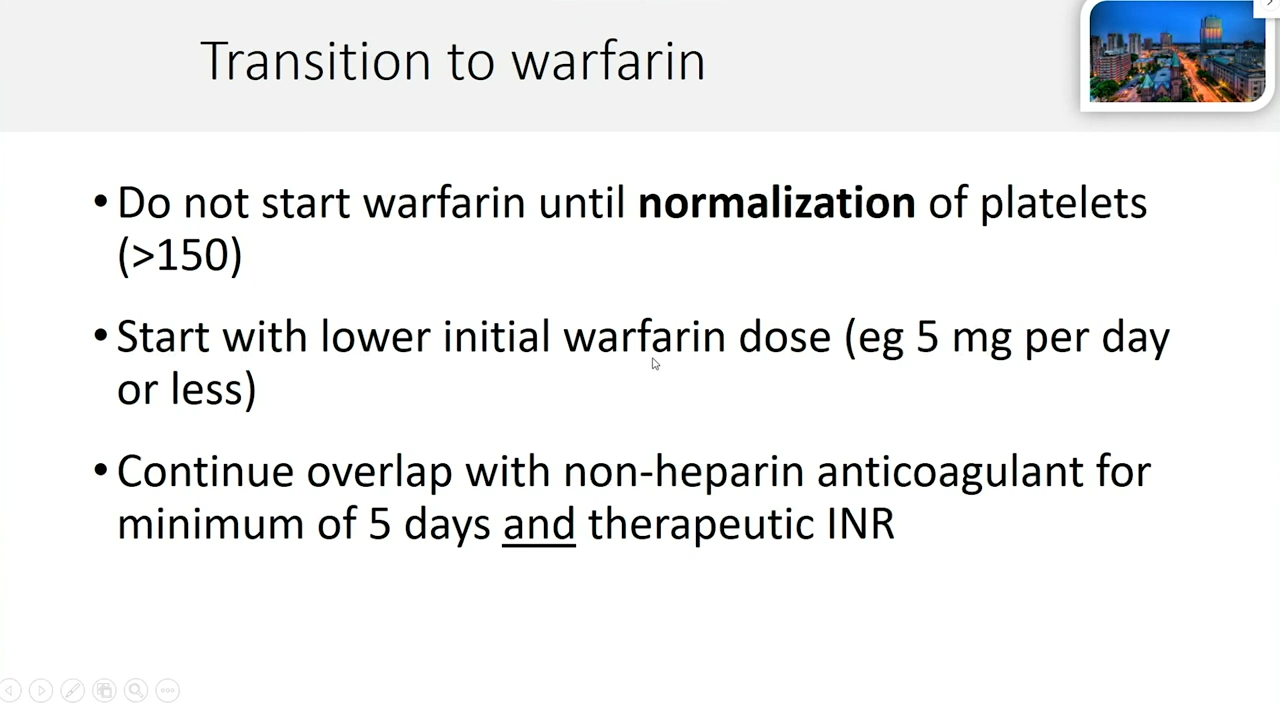 Transition to warfarin
• Do not start warfarin until normalization of platelets
(>150)
• Start with lower initial warfarin dose (eg 5 mg per day
or less)
• Continue overlap with non-heparin anticoagulant for
minimum of 5 days and therapeutic INR